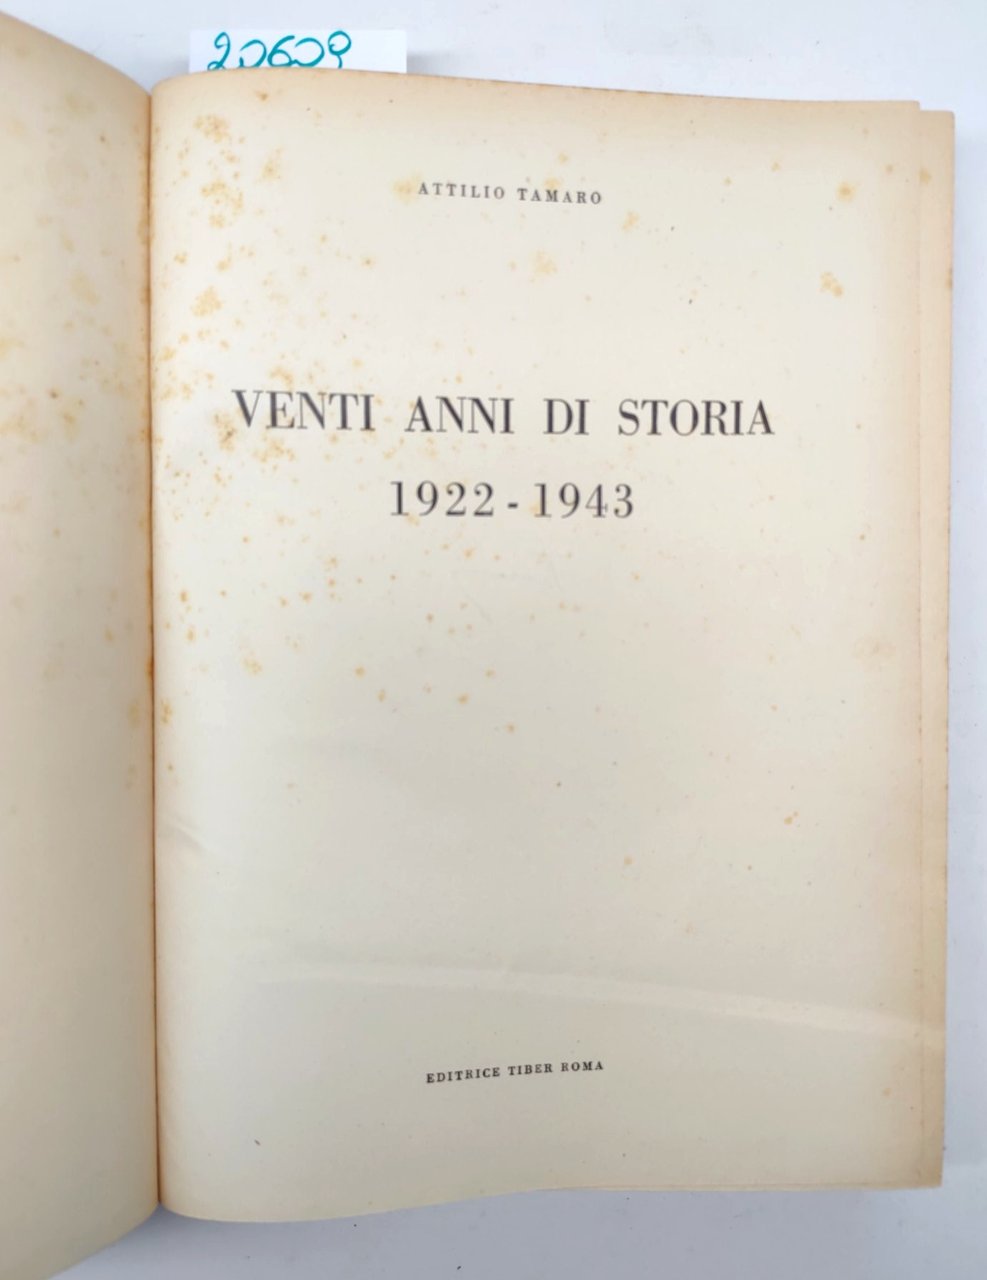 20609
ATTILIO TAMARO
VENTI ANNI DI STORIA
1922-1943
EDITRICE TIBER ROMA